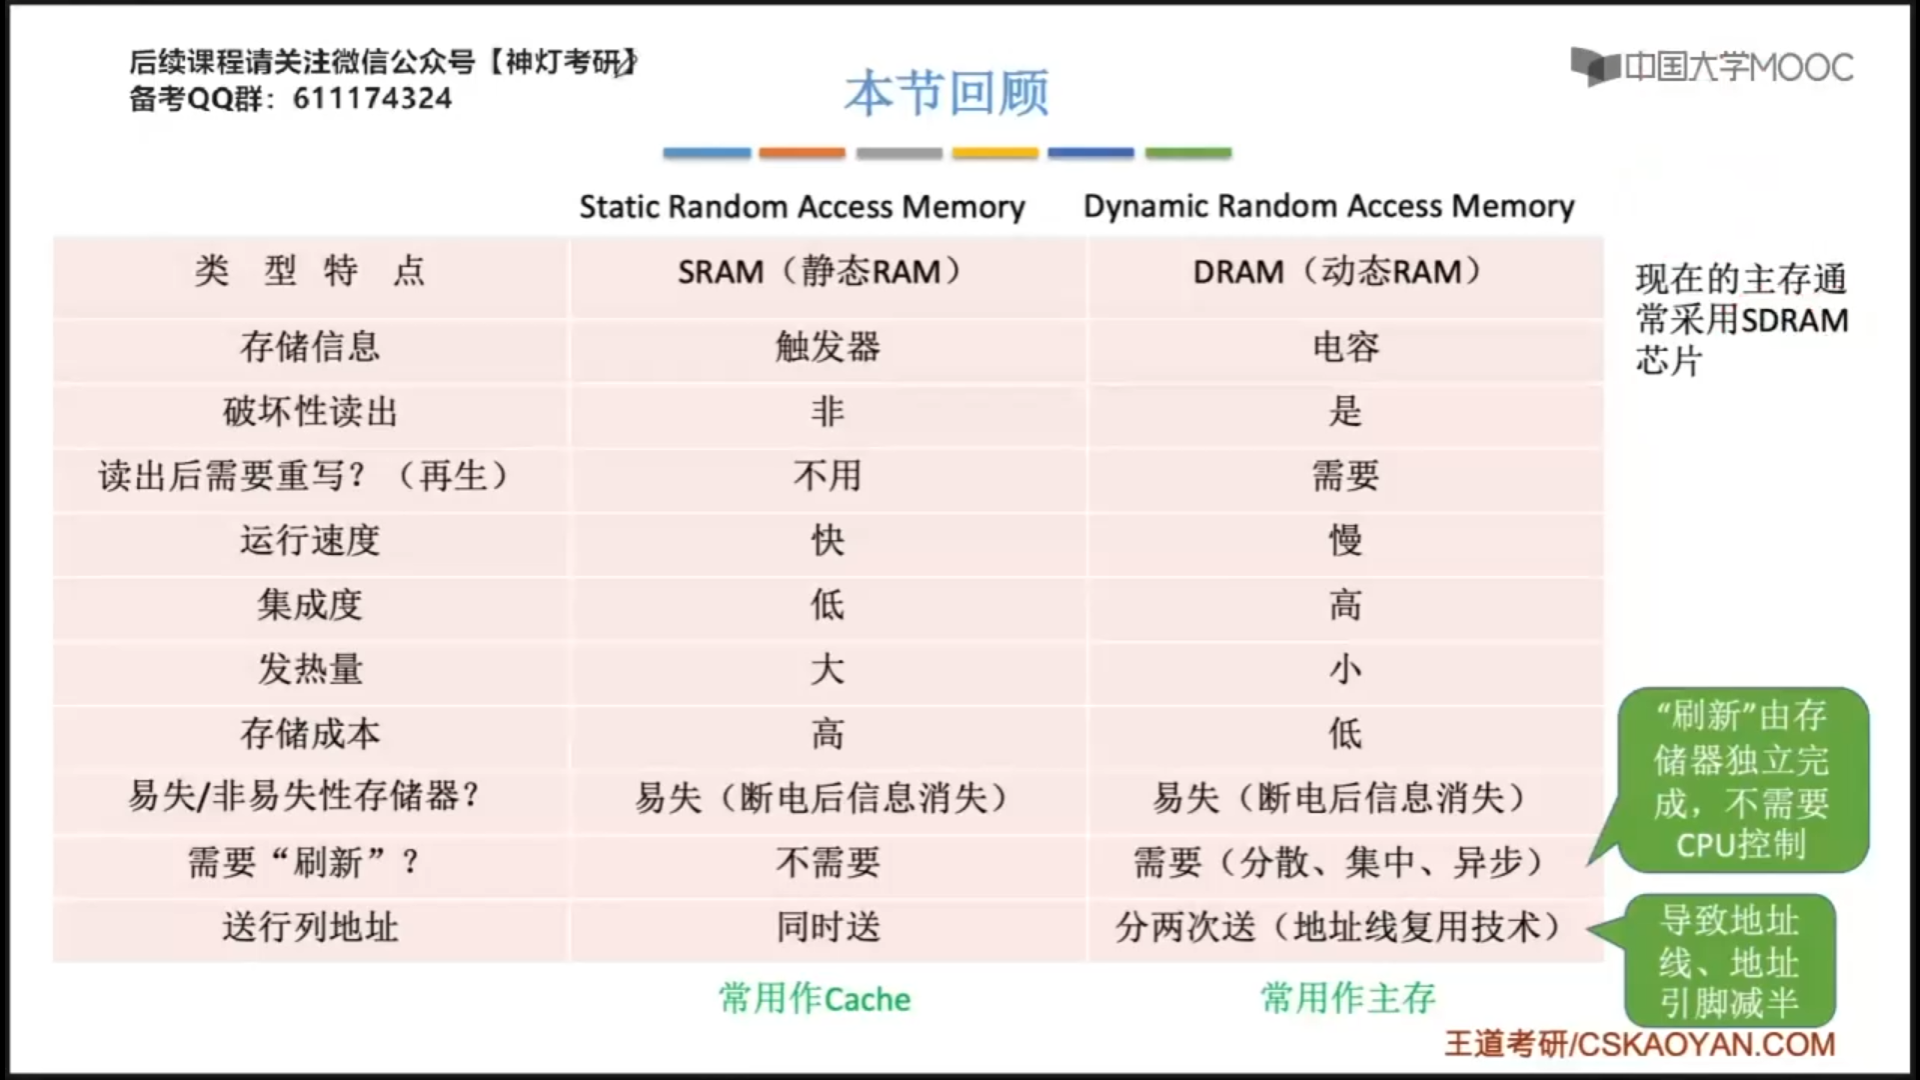 后续课程请关注微信公众号【神灯考研】
备考QQ群：611174324
中国大学MOOC
本节回顾
Static Random Access Memory
Dynamic Random Access Memory
类 型 特 点
SRAM（静态RAM）
DRAM（动态RAM）
存储信息
触发器
电容
破坏性读出
非
是
读出后需要重写？（再生）
不用
需要
运行速度
快
慢
集成度
低
高
发热量
大
小
存储成本
高
低
易失/非易失性存储器？
易失（断电后信息消失）
易失（断电后信息消失）
需要“刷新”？
不需要
需要（分散、集中、异步）
送行列地址
同时送
分两次送（地址线复用技术）
常用作Cache
常用作主存
现在的主存通
常采用SDRAM
芯片
“刷新”由存
储器独立完
成，不需要
CPU控制
导致地址
线、地址
引脚减半
王道考研/CSKAOYAN.COM